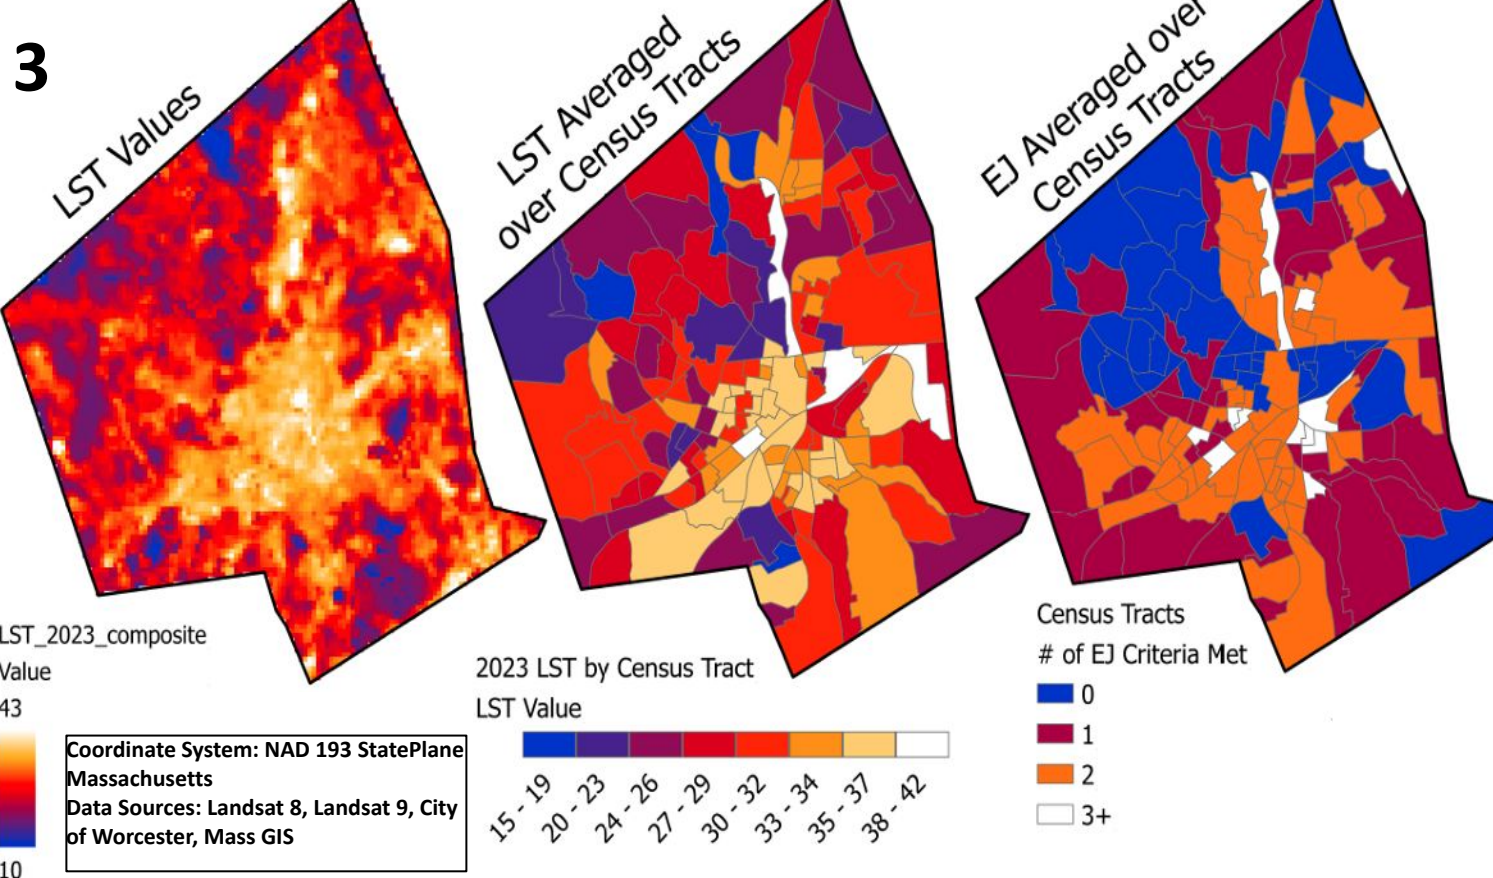 3
LST Values
LST Averaged
over Census Tracts
EJ Averaged over
Census Tracts
LST_2023_composite
Value
43
10
Coordinate System: NAD 193 StatePlane
Massachusetts
Data Sources: Landsat 8, Landsat 9, City
of Worcester, Mass GIS
2023 LST by Census Tract
LST Value
15 - 19
20 - 23
24 - 26
27 - 29
30 - 32
33 - 34
35 - 37
38 - 42
Census Tracts
# of EJ Criteria Met
0
1
2
3+